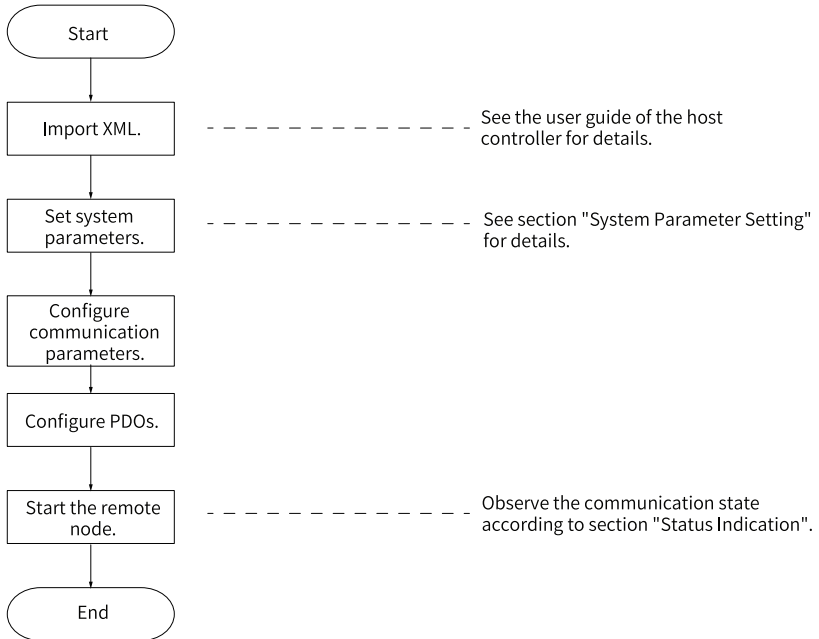 Start
Import XML.
See the user guide of the host
controller for details.
Set system
parameters.
See section "System Parameter Setting"
for details.
Configure
communication
parameters.
Configure PDOs.
Start the remote
node.
Observe the communication state
according to section "Status Indication".
End